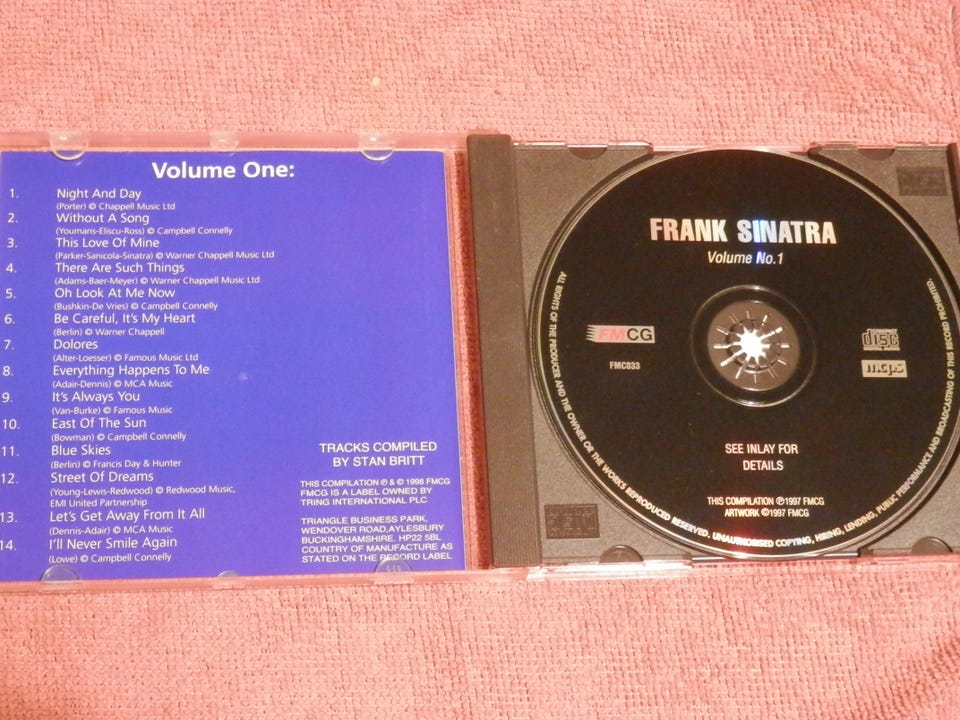 Volume One:
1. Night And Day
(Porter) © Chappell Music Ltd
2. Without A Song
(Youmans-Eliscu-Ross) © Campbell Connelly
3. This Love Of Mine
(Parker-Sanicola-Sinatra) © Warner Chappell Music Ltd
4. There Are Such Things
(Adams-Baer-Meyer) © Warner Chappell Music Ltd
5. Oh Look At Me Now
(Bushkin-De Vries) © Campbell Connelly
6. Be Careful, It's My Heart
(Berlin) © Warner Chappell
7. Dolores
(Alter-Loesser) © Famous Music Ltd
8. Everything Happens To Me
(Adair-Dennis) © MCA Music
9. It's Always You
(Van-Burke) © Famous Music
10. East Of The Sun
(Bowman) © Campbell Connelly
11. Blue Skies
(Berlin) © Francis Day & Hunter
12. Street Of Dreams
(Young-Lewis-Redwood) © Redwood Music,
EMI United Partnership
13. Let's Get Away From It All
(Dennis-Adair) © MCA Music
14. I'll Never Smile Again
(Lowe) © Campbell Connelly
TRACKS COMPILED
BY STAN BRITT
THIS COMPILATION ℗ & © 1998 FMCG
FMCG IS A LABEL OWNED BY
TRING INTERNATIONAL PLC
TRIANGLE BUSINESS PARK,
WENDOVER ROAD,AYLESBURY
BUCKINGHAMSHIRE. HP22 5BL
COUNTRY OF MANUFACTURE AS
STATED ON THE RECORD LABEL
FRANK SINATRA
Volume No.1
FMCG
FMC033
COMPACT
disc
DIGITAL AUDIO
mcps
SEE INLAY FOR
DETAILS
THIS COMPILATION ℗1997 FMCG
ARTWORK ©1997 FMCG
ALL RIGHTS OF THE PRODUCER AND THE OWNER OR THE WORK'S REPRODUCED RESERVED. UNAUTHORISED COPYING, HIRING, LENDING, PUBLIC PERFORMANCE AND BROADCASTING OF THIS RECORD PROHIBITED.